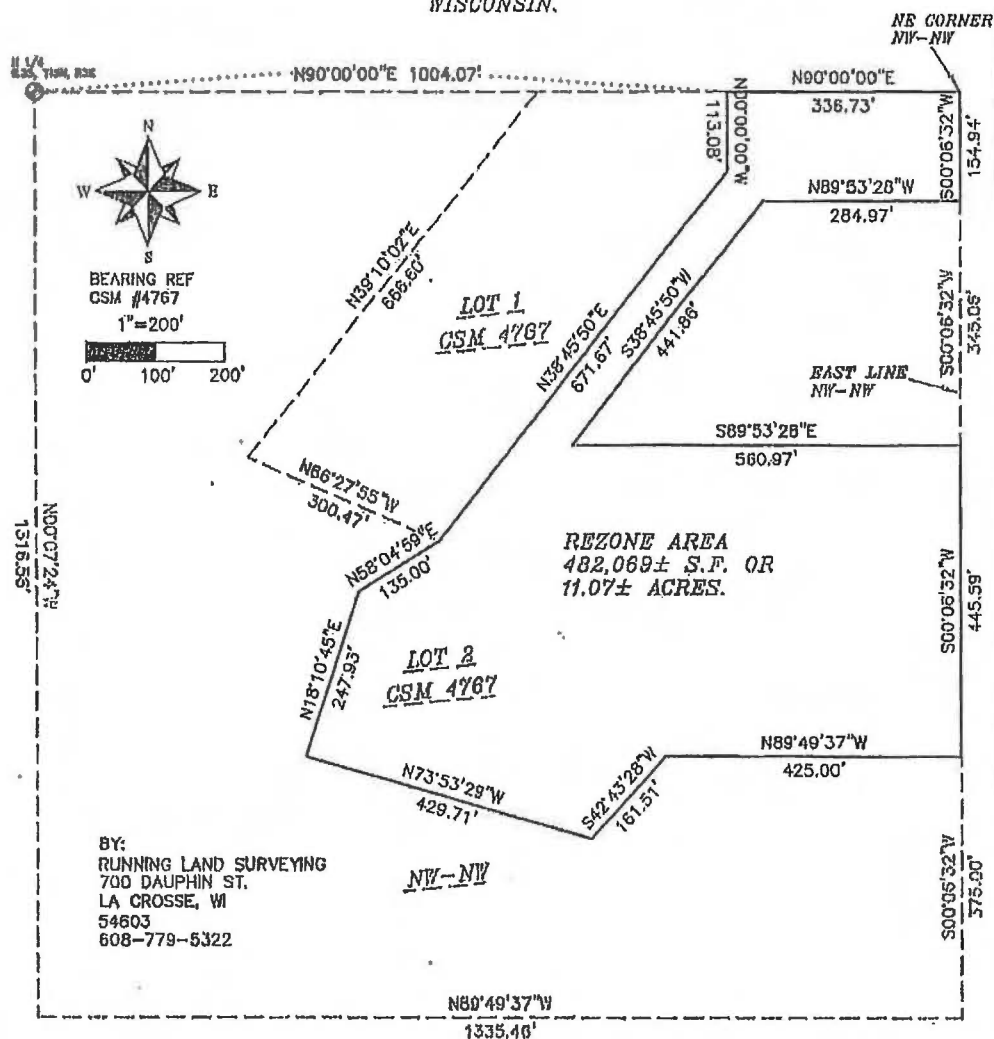 WISCONSIN.
NE CORNER
NW-NW
N90°00'00"E 1004.07'
N90°00'00"E
336.73'
N00°00'00"W
113.08'
S00°06'32"W
154.94'
N
W
E
S
N89°53'28"W
284.97'
BEARING REF
CSM #4767
1"=200'
0' 100' 200'
N39°10'02"E
666.60'
LOT 1
CSM 4767
N38°45'50"E
671.67'
S38°45'50"W
441.86'
S00°06'32"W
345.05'
EAST LINE
NW-NW
S89°53'28"E
560.97'
N66°27'55"W
300.47'
N00°07'24"W
1316.56'
N58°04'59"E
135.00'
REZONE AREA
482,069± S.F. OR
11.07± ACRES.
S00°06'32"W
445.59'
N18°10'45"E
247.93'
LOT 2
CSM 4767
N89°49'37"W
425.00'
N73°53'29"W
429.71'
S42°43'28"W
161.51'
BY:
RUNNING LAND SURVEYING
700 DAUPHIN ST.
LA CROSSE, WI
54603
608-779-5322
NW-NW
S00°06'32"W
375.00'
N89°49'37"W
1335.46'